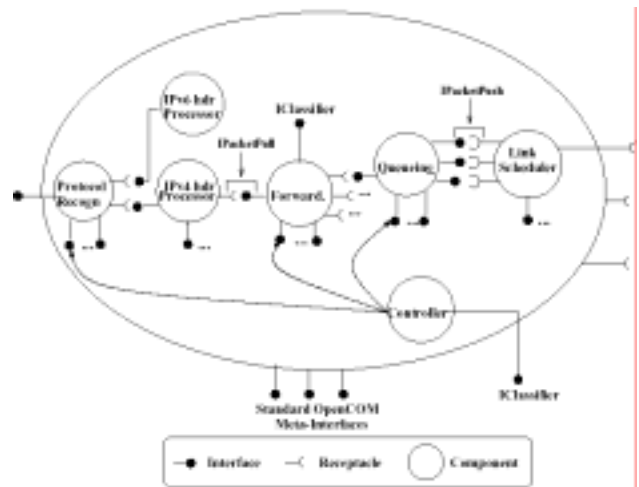 IPv6-hdr
Processor
IClassifier
IPacketPush
IPacketPull
Protocol
Recogn
IPv4-hdr
Processor
Forward.
...
...
Queueing
Link
Scheduler
...
...
...
...
...
Controller
IClassifier
Standard OpenCOM
Meta-Interfaces
Interface
Receptacle
Component